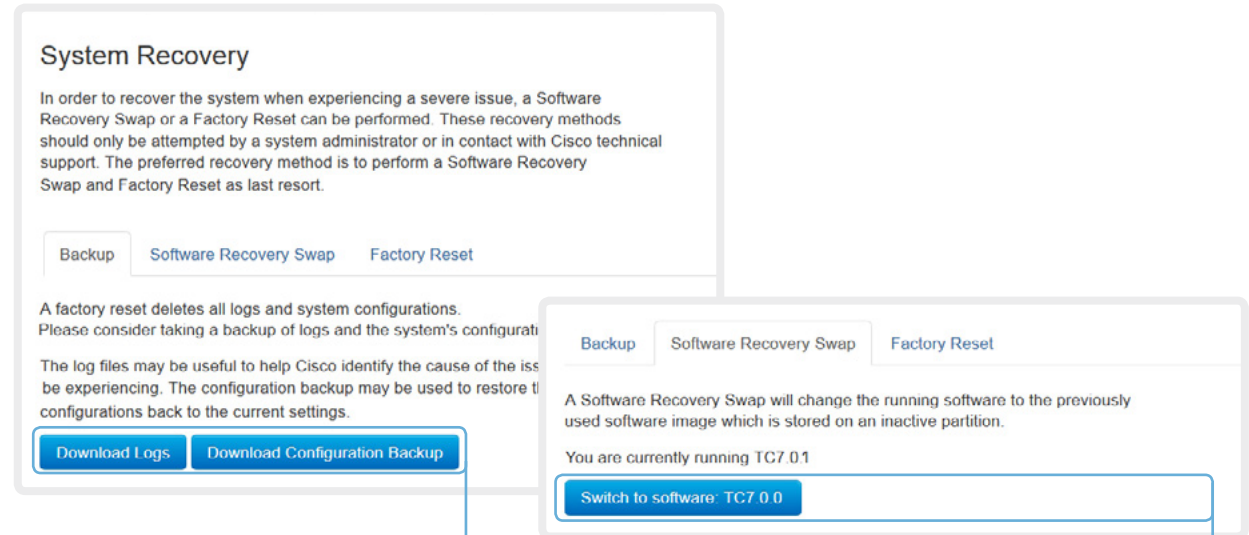 System Recovery
In order to recover the system when experiencing a severe issue, a Software
Recovery Swap or a Factory Reset can be performed. These recovery methods
should only be attempted by a system administrator or in contact with Cisco technical
support. The preferred recovery method is to perform a Software Recovery
Swap and Factory Reset as last resort.
Backup Software Recovery Swap Factory Reset
A factory reset deletes all logs and system configurations.
Please consider taking a backup of logs and the system's
The log files may be useful to help Cisco identify the cause of the
be experiencing. The configuration backup may be used to restore
configurations back to the current settings.
Download Logs Download Configuration Backup
Backup Software Recovery Swap Factory Reset
A Software Recovery Swap will change the running software to the previously
used software image which is stored on an inactive partition.
You are currently running TC7.0.1
Switch to software: TC7.0.0